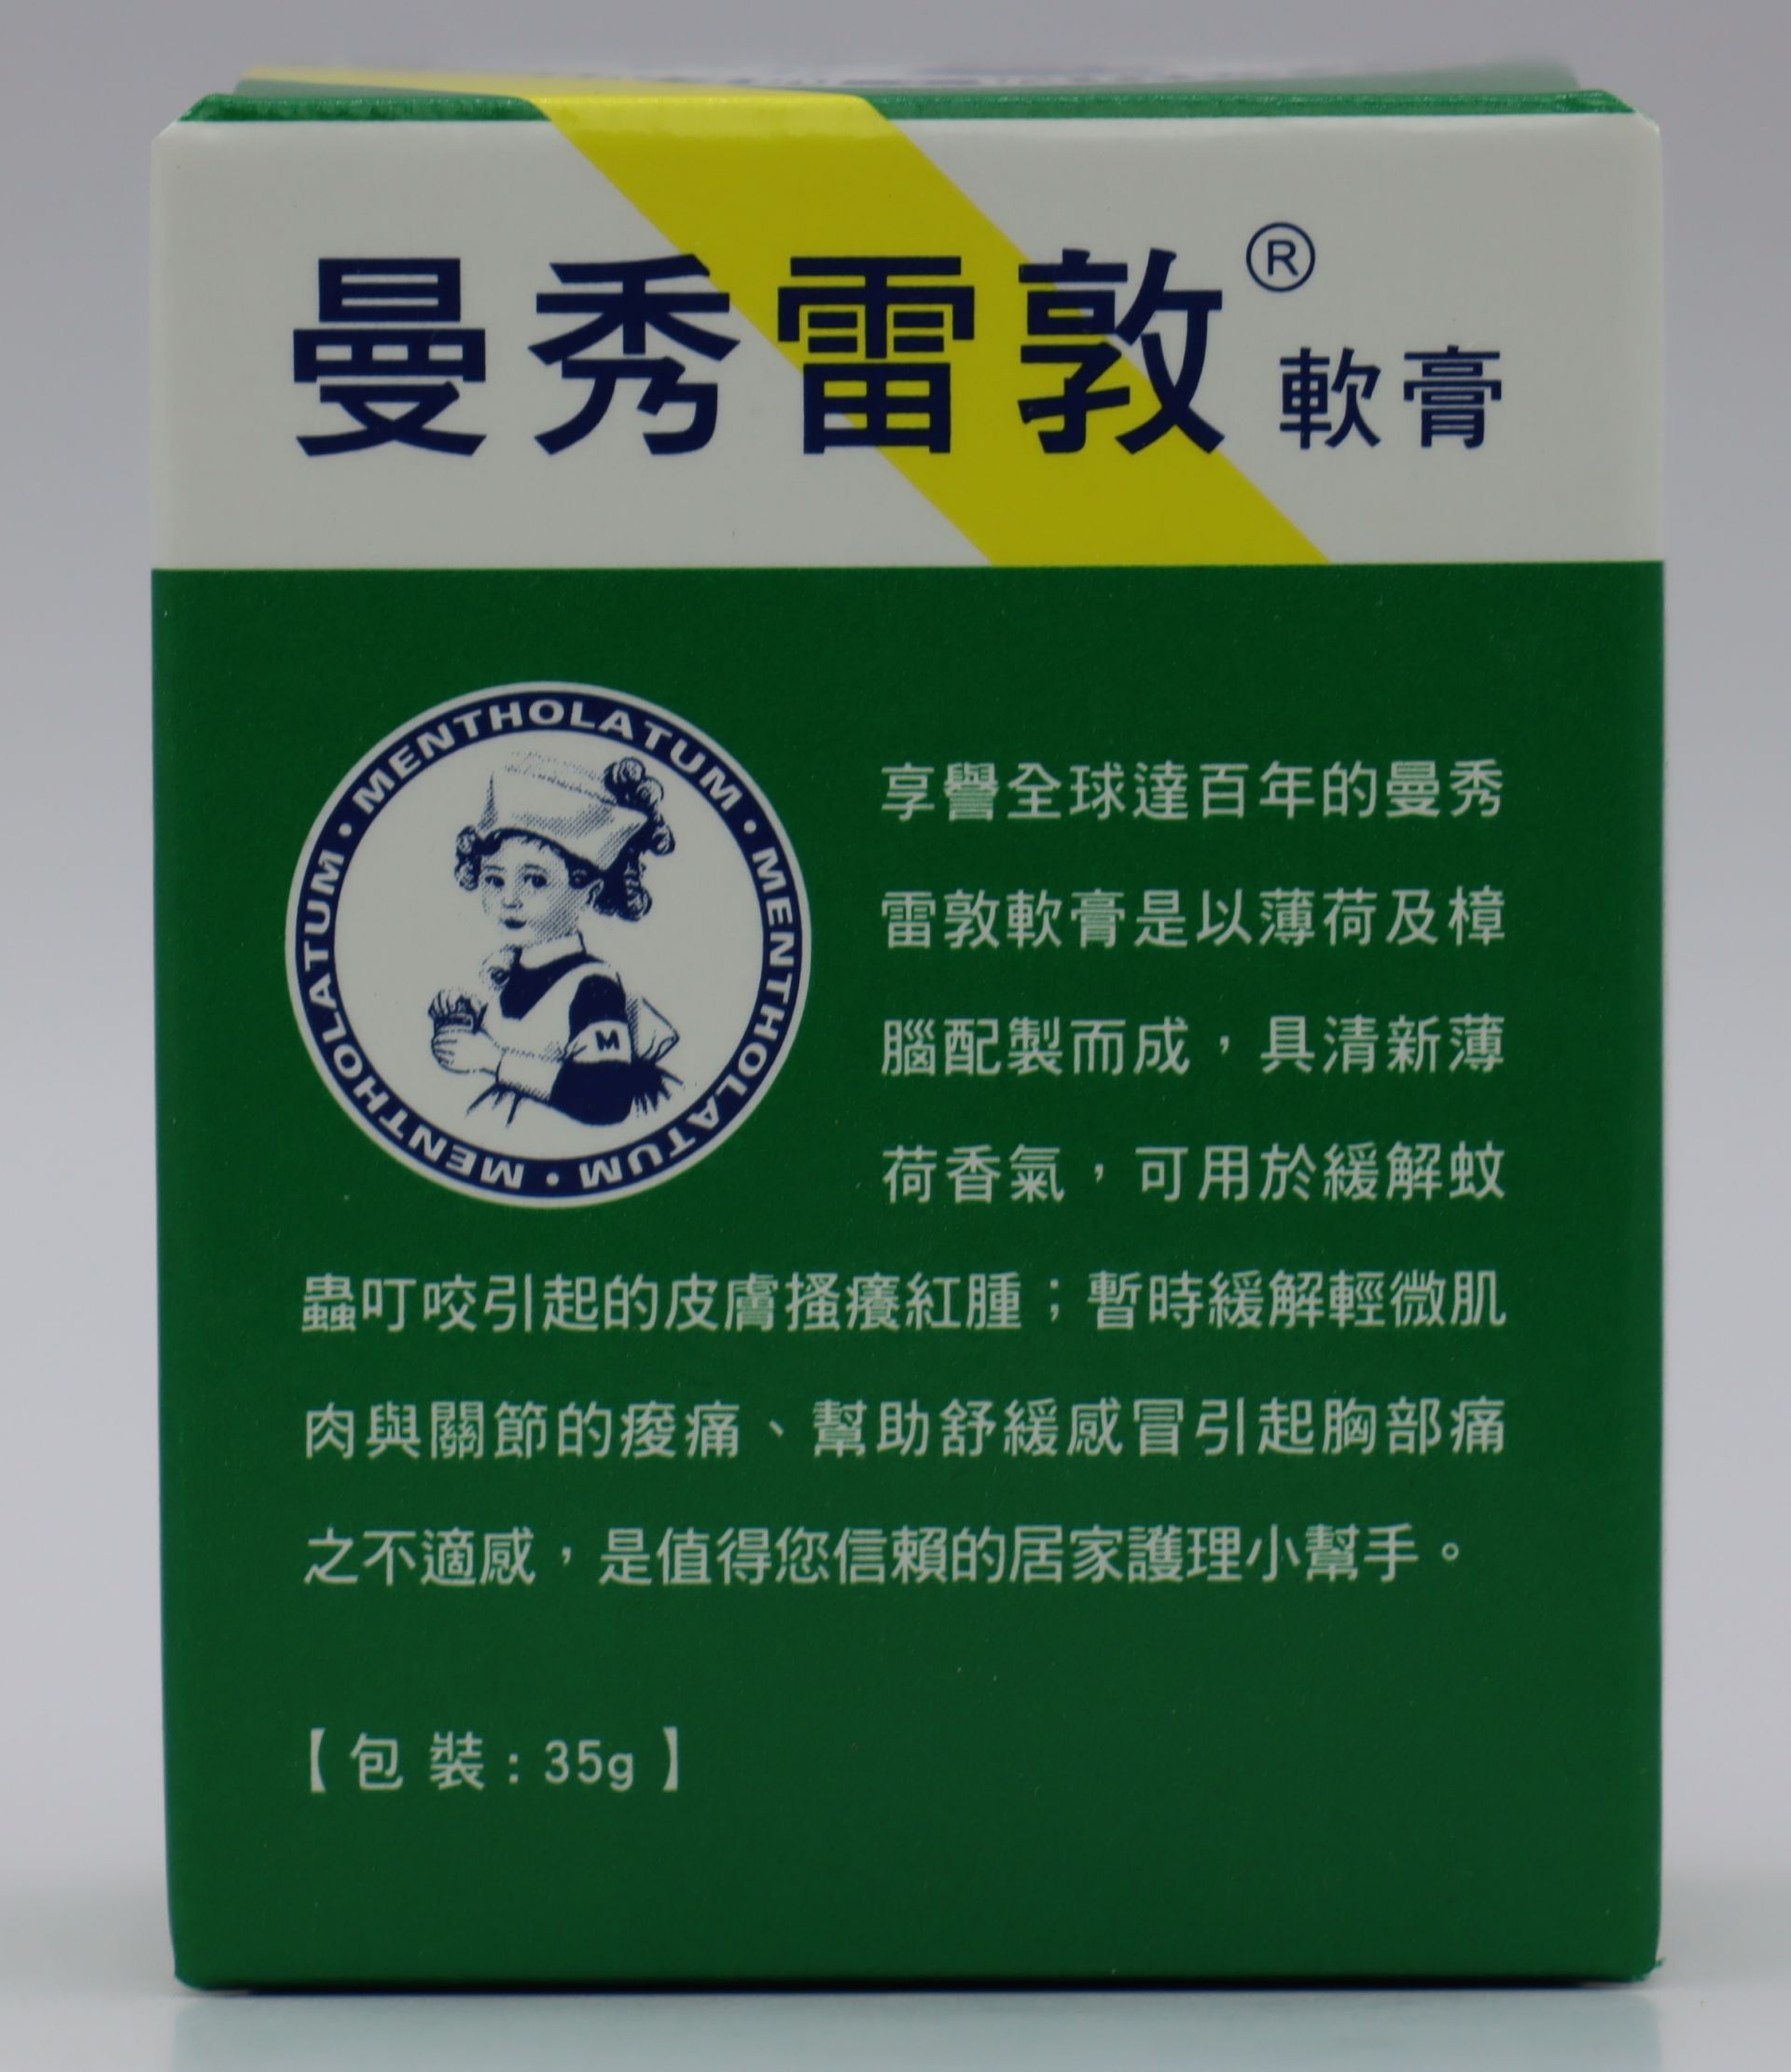 曼秀雷敦® 軟膏
MENTHOLATUM • MENTHOLATUM • MENTHOLATUM •
M
享譽全球達百年的曼秀
雷敦軟膏是以薄荷及樟
腦配製而成，具清新薄
荷香氣，可用於緩解蚊
蟲叮咬引起的皮膚搔癢紅腫；暫時緩解輕微肌
肉與關節的痠痛、幫助舒緩感冒引起胸部痛
之不適感，是值得您信賴的居家護理小幫手。
【包 裝：35g】